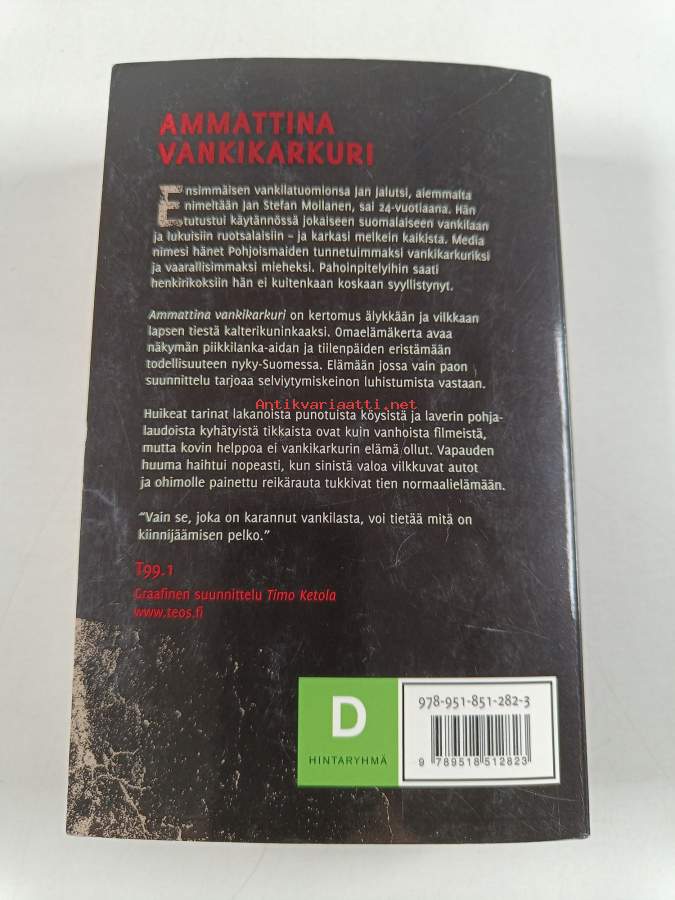 AMMATTINA
VANKIKARKURI
Ensimmäisen vankilatuomionsa Jan Jalutsi, aiemmalta
nimeltään Jan Stefan Moilanen, sai 24-vuotiaana. Hän
tutustui käytännössä jokaiseen suomalaiseen vankilaan
ja lukuisiin ruotsalaisiin – ja karkasi melkein kaikista. Media
nimesi hänet Pohjoismaiden tunnetuimmaksi vankikarkuriksi
ja vaarallisimmaksi mieheksi. Pahoinpitelyihin saati
henkirikoksiin hän ei kuitenkaan koskaan syyllistynyt.
Ammattina vankikarkuri on kertomus älykkään ja vilkkaan
lapsen tiestä kalterikuninkaaksi. Omaelämäkerta avaa
näkymän piikkilanka-aidan ja tiilenpäiden eristämään
todellisuuteen nyky-Suomessa. Elämään jossa vain paon
suunnittelu tarjoaa selviytymiskeinon luhistumista vastaan.
Antikvariaatti.net
Huikeat tarinat lakanoista punotuista köysistä ja laverin pohja-
laudoista kyhätyistä tikkaista ovat kuin vanhoista filmeistä,
mutta kovin helppoa ei vankikarkurin elämä ollut. Vapauden
huuma haihtui nopeasti, kun sinistä valoa vilkkuvat autot
ja ohimolle painettu reikärauta tukkivat tien normaalielämään.
”Vain se, joka on karannut vankilasta, voi tietää mitä on
kiinnijäämisen pelko.”
T99.1
Graafinen suunnittelu Timo Ketola
www.teos.fi
D
HINTARYHMÄ
978-951-851-282-3
9 789518 512823